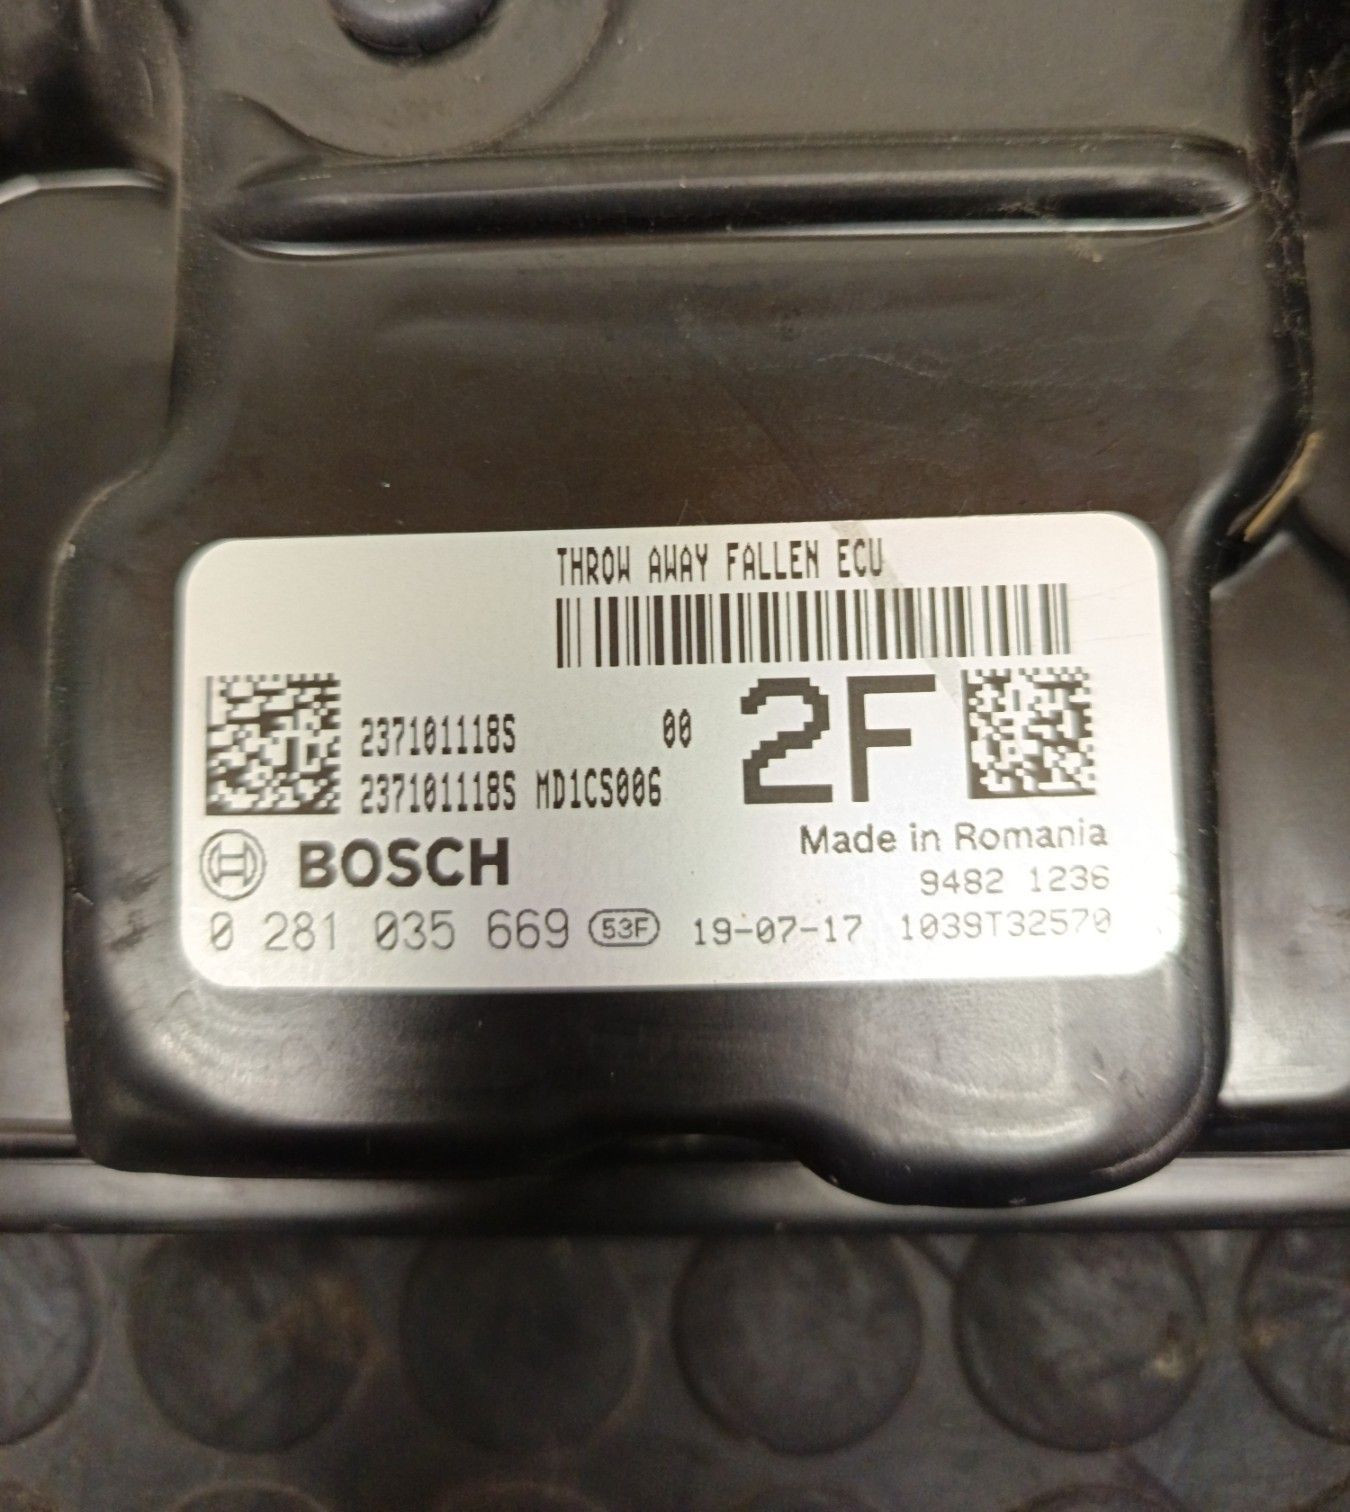 THROW AWAY FALLEN ECU
237101118S 00 2F
237101118S MD1CS006
Made in Romania
BOSCH
9482 1236
0 281 035 669 53F 19-07-17 1039T32570